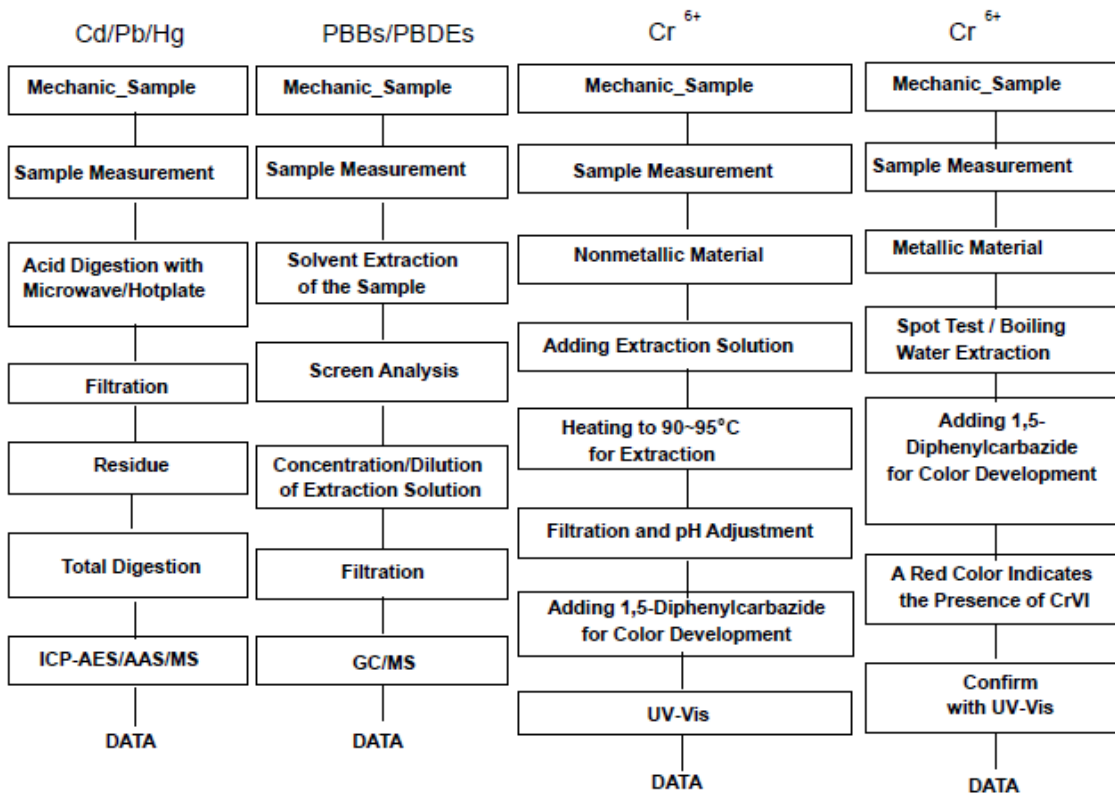 Cd/Pb/Hg
Mechanic_Sample
Sample Measurement
Acid Digestion with
Microwave/Hotplate
Filtration
Residue
Total Digestion
ICP-AES/AAS/MS
DATA
PBBs/PBDEs
Mechanic_Sample
Sample Measurement
Solvent Extraction
of the Sample
Screen Analysis
Concentration/Dilution
of Extraction Solution
Filtration
GC/MS
DATA
Cr 6+
Mechanic_Sample
Sample Measurement
Nonmetallic Material
Adding Extraction Solution
Heating to 90~95°C
for Extraction
Filtration and pH Adjustment
Adding 1,5-Diphenylcarbazide
for Color Development
UV-Vis
DATA
Cr 6+
Mechanic_Sample
Sample Measurement
Metallic Material
Spot Test / Boiling
Water Extraction
Adding 1,5-
Diphenylcarbazide
for Color Development
A Red Color Indicates
the Presence of CrVI
Confirm
with UV-Vis
DATA